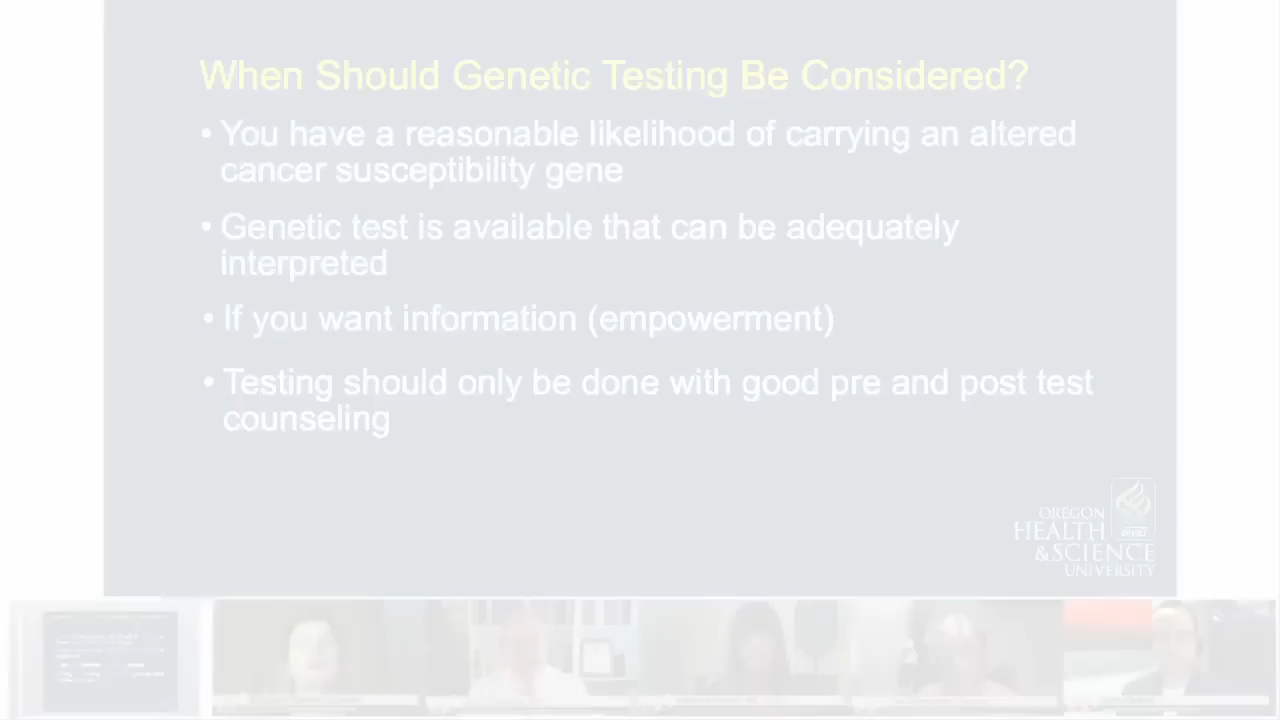 When Should Genetic Testing Be Considered?
• You have a reasonable likelihood of carrying an altered
cancer susceptibility gene
• Genetic test is available that can be adequately
interpreted
• If you want information (empowerment)
• Testing should only be done with good pre and post test
counseling
OREGON
HEALTH
OHSU
&SCIENCE
UNIVERSITY